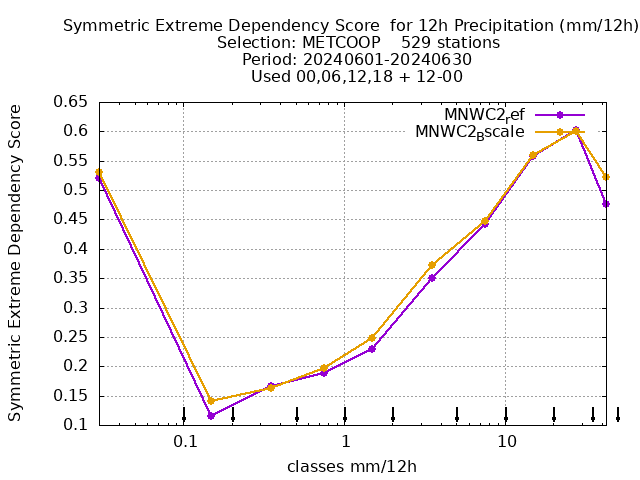 Symmetric Extreme Dependency Score  for 12h Precipitation (mm/12h)
Selection: METCOOP    529 stations
Period: 20240601-20240630
Used 00,06,12,18 + 12-00
Symmetric Extreme Dependency Score
0.65
0.6
0.55
0.5
0.45
0.4
0.35
0.3
0.25
0.2
0.15
0.1
MNWC2ref
MNWC2Bscale
0.1
1
10
classes mm/12h